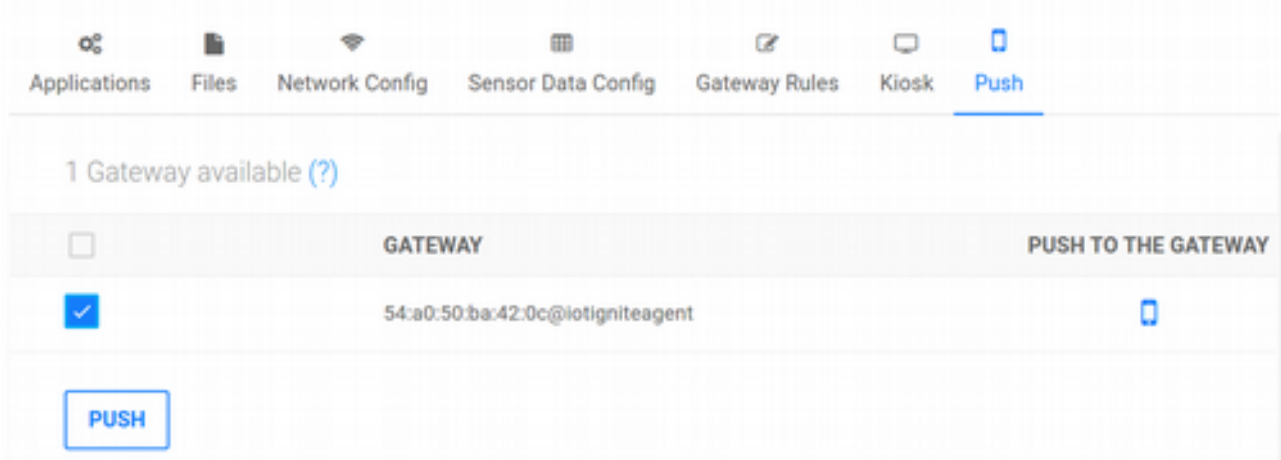 Applications Files Network Config Sensor Data Config Gateway Rules Kiosk Push
1 Gateway available (?)
GATEWAY PUSH TO THE GATEWAY
54:a0:50:ba:42:0c@iotigniteagent
PUSH